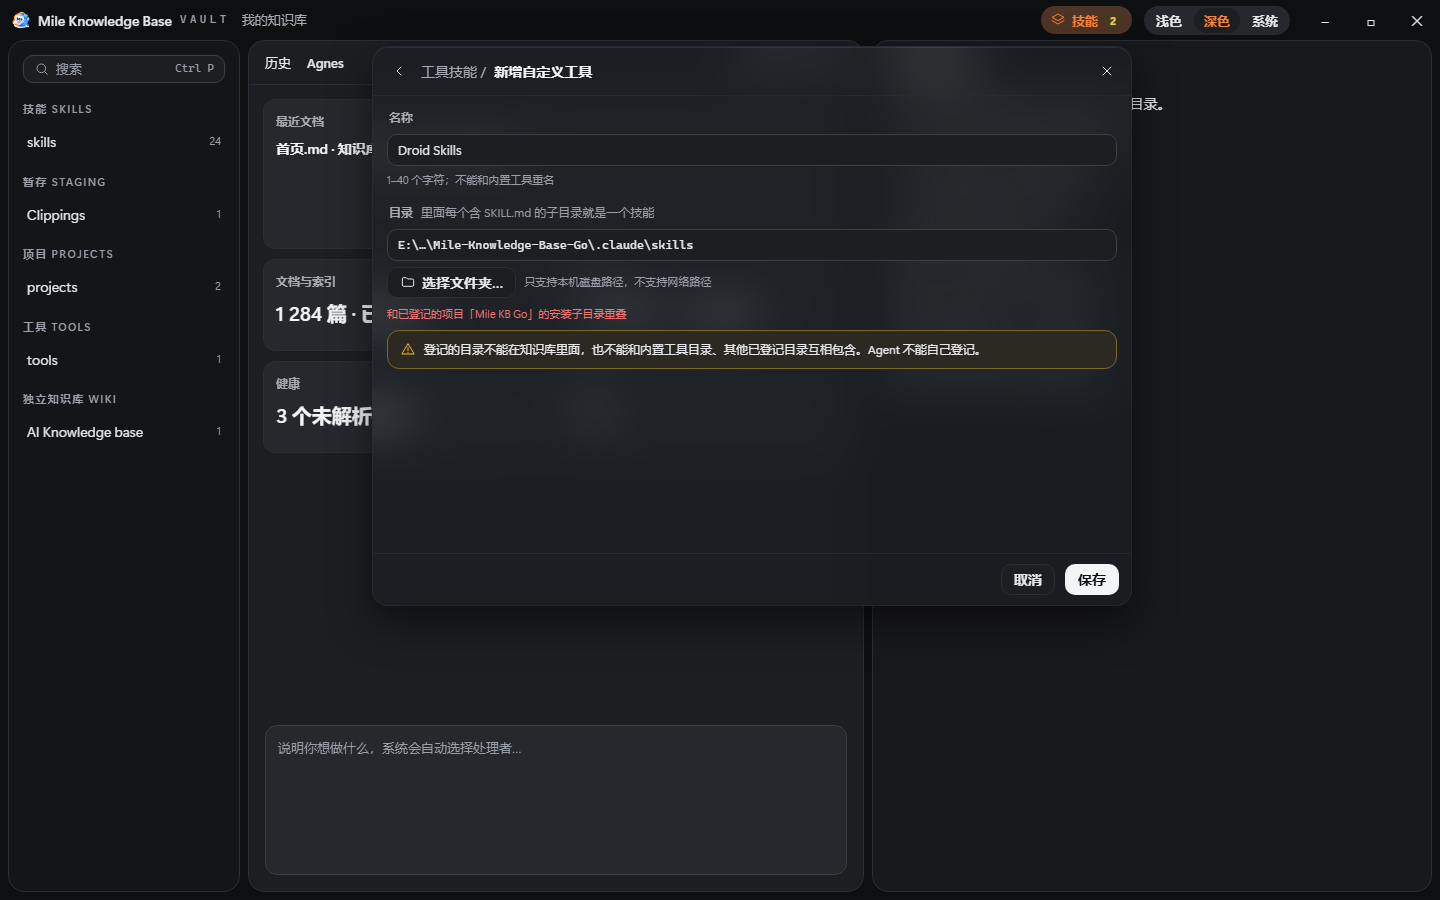 Mile Knowledge Base VAULT 我的知识库
技能 2
浅色 深色 系统
搜索 Ctrl P
技能 SKILLS
skills 24
暂存 STAGING
Clippings 1
项目 PROJECTS
projects 2
工具 TOOLS
tools 1
独立知识库 WIKI
AI Knowledge base 1
历史 Agnes
最近文档
首页.md · 知识库
文档与索引
1 284 篇 · 已
健康
3 个未解析
说明你想做什么，系统会自动选择处理者...
工具技能 / 新增自定义工具
名称
Droid Skills
1–40 个字符；不能和内置工具重名
目录 里面每个含 SKILL.md 的子目录就是一个技能
E:\…\Mile-Knowledge-Base-Go\.claude\skills
选择文件夹... 只支持本机磁盘路径，不支持网络路径
和已登记的项目「Mile KB Go」的安装子目录重叠
登记的目录不能在知识库里面，也不能和内置工具目录、其他已登记目录互相包含。Agent 不能自己登记。
取消 保存
目录。